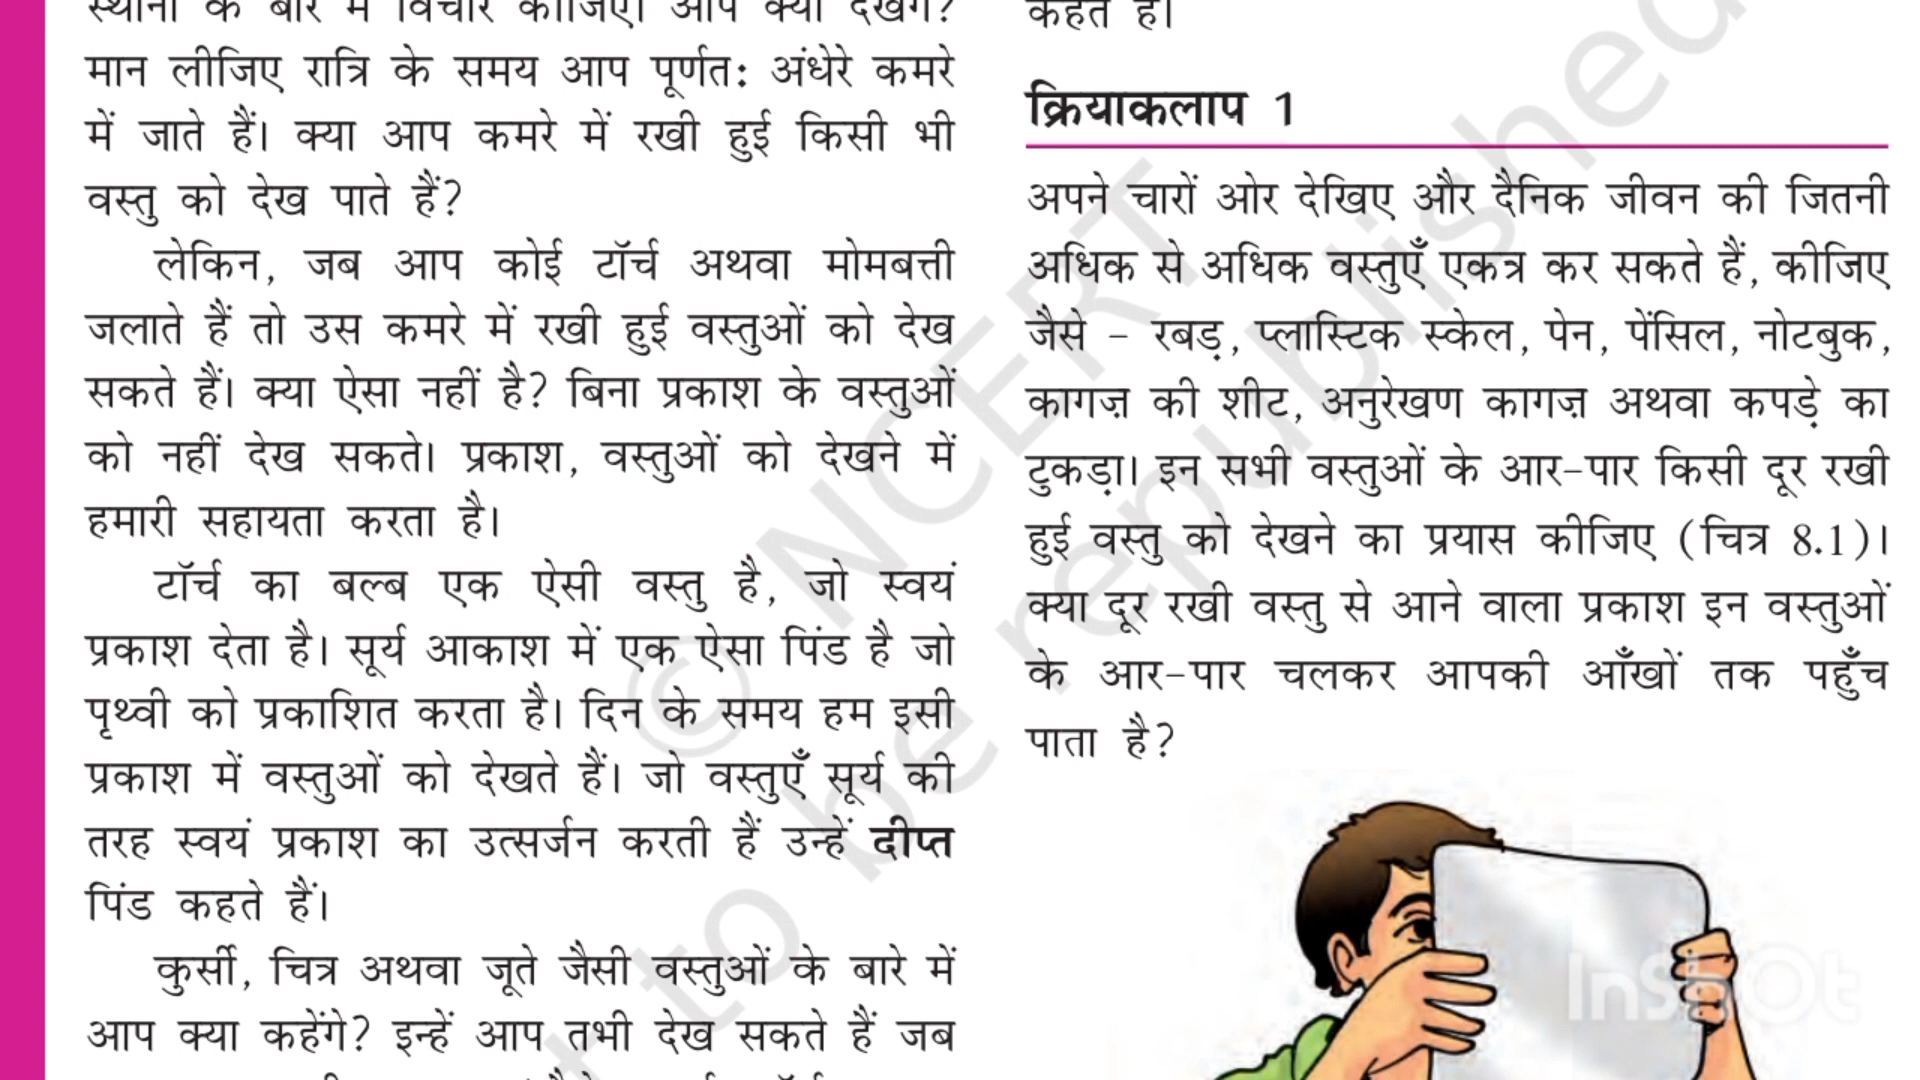 स्थानों के बारे में विचार कीजिए। आप क्या देखेंगे?
मान लीजिए रात्रि के समय आप पूर्णत: अंधेरे कमरे
में जाते हैं। क्या आप कमरे में रखी हुई किसी भी
वस्तु को देख पाते हैं?
लेकिन, जब आप कोई टॉर्च अथवा मोमबत्ती
जलाते हैं तो उस कमरे में रखी हुई वस्तुओं को देख
सकते हैं। क्या ऐसा नहीं है? बिना प्रकाश के वस्तुओं
को नहीं देख सकते। प्रकाश, वस्तुओं को देखने में
हमारी सहायता करता है।
टॉर्च का बल्ब एक ऐसी वस्तु है, जो स्वयं
प्रकाश देता है। सूर्य आकाश में एक ऐसा पिंड है जो
पृथ्वी को प्रकाशित करता है। दिन के समय हम इसी
प्रकाश में वस्तुओं को देखते हैं। जो वस्तुएँ सूर्य की
तरह स्वयं प्रकाश का उत्सर्जन करती हैं उन्हें दीप्त
पिंड कहते हैं।
कुर्सी, चित्र अथवा जूते जैसी वस्तुओं के बारे में
आप क्या कहेंगे? इन्हें आप तभी देख सकते हैं जब
कहते हैं।
क्रियाकलाप 1
अपने चारों ओर देखिए और दैनिक जीवन की जितनी
अधिक से अधिक वस्तुएँ एकत्र कर सकते हैं, कीजिए
जैसे – रबड़, प्लास्टिक स्केल, पेन, पेंसिल, नोटबुक,
कागज़ की शीट, अनुरेखण कागज़ अथवा कपड़े का
टुकड़ा। इन सभी वस्तुओं के आर-पार किसी दूर रखी
हुई वस्तु को देखने का प्रयास कीजिए (चित्र 8.1)।
क्या दूर रखी वस्तु से आने वाला प्रकाश इन वस्तुओं
के आर-पार चलकर आपकी आँखों तक पहुँच
पाता है?
© NCERT
to be republished
InShOt